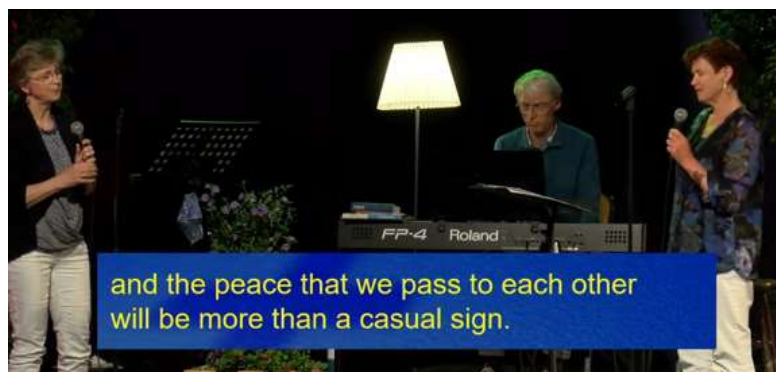 FP-4 Roland
and the peace that we pass to each other
will be more than a casual sign.